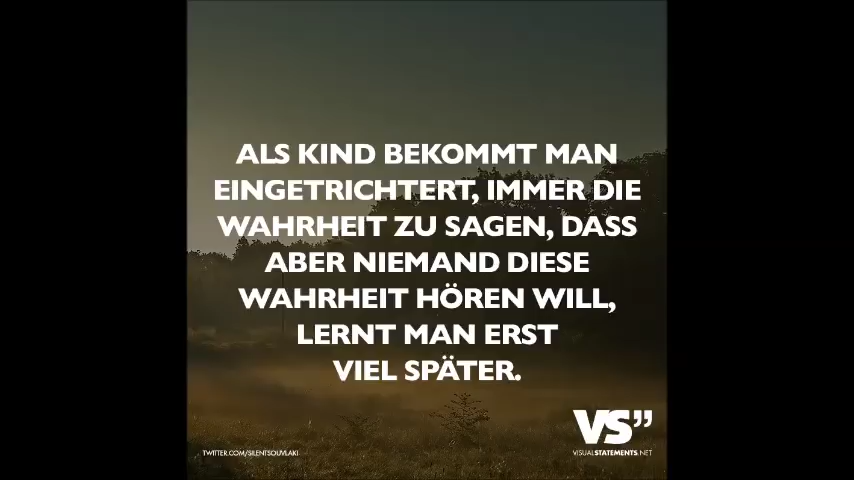 ALS KIND BEKOMMT MAN
EINGETRICHTERT, IMMER DIE
WAHRHEIT ZU SAGEN, DASS
ABER NIEMAND DIESE
WAHRHEIT HÖREN WILL,
LERNT MAN ERST
VIEL SPÄTER.
VS”
TWITTER.COM/SILENTSOUVLAKI
VISUALSTATEMENTS.NET